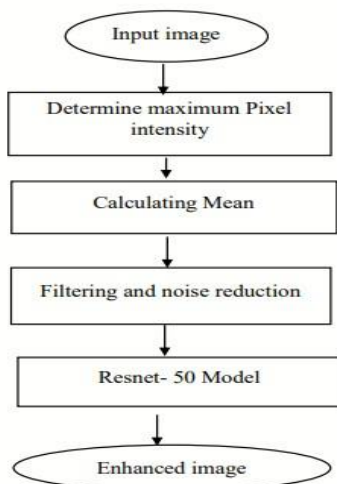 Input image
Determine maximum Pixel
intensity
Calculating Mean
Filtering and noise reduction
Resnet- 50 Model
Enhanced image